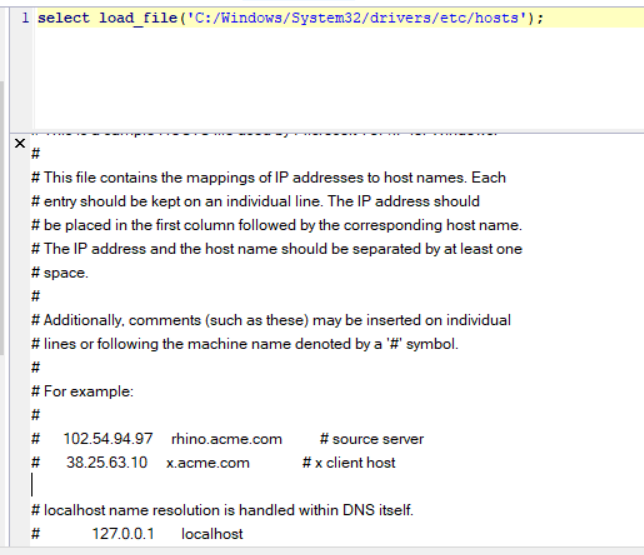 1 select load_file('C:/Windows/System32/drivers/etc/hosts');
#
# This file contains the mappings of IP addresses to host names. Each
# entry should be kept on an individual line. The IP address should
# be placed in the first column followed by the corresponding host name.
# The IP address and the host name should be separated by at least one
# space.
#
# Additionally, comments (such as these) may be inserted on individual
# lines or following the machine name denoted by a '#' symbol.
#
# For example:
#
# 102.54.94.97 rhino.acme.com # source server
# 38.25.63.10 x.acme.com # x client host
# localhost name resolution is handled within DNS itself.
# 127.0.0.1 localhost